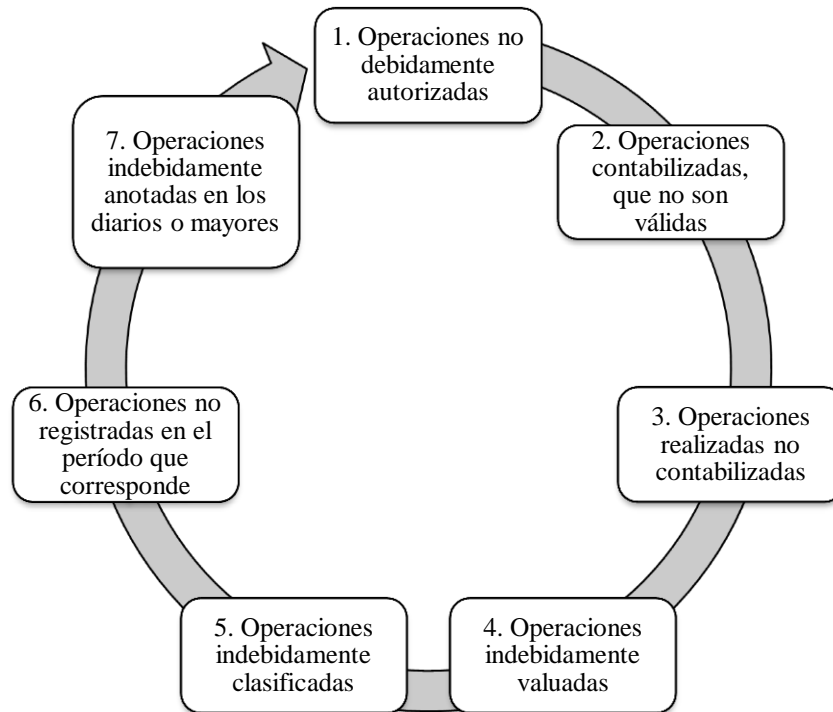 1. Operaciones no
debidamente
autorizadas
2. Operaciones
contabilizadas,
que no son
válidas
3. Operaciones
realizadas no
contabilizadas
4. Operaciones
indebidamente
valuadas
5. Operaciones
indebidamente
clasificadas
6. Operaciones no
registradas en el
período que
corresponde
7. Operaciones
indebidamente
anotadas en los
diarios o mayores